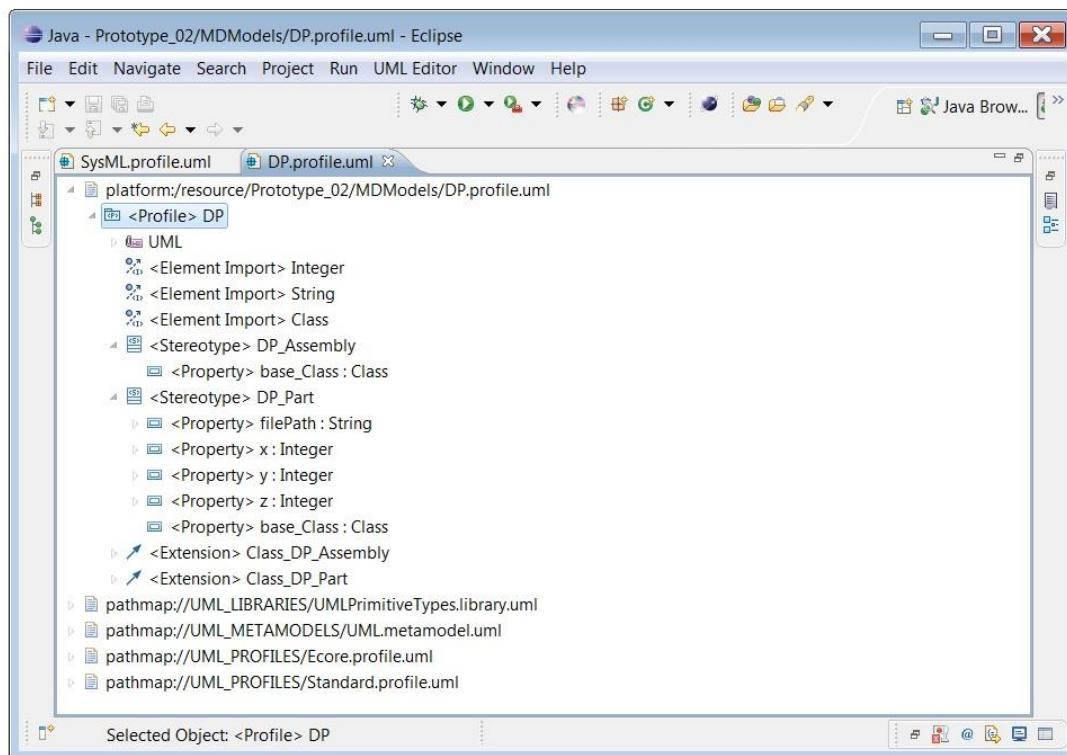 Java - Prototype_02/MDModels/DP.profile.uml - Eclipse
File Edit Navigate Search Project Run UML Editor Window Help
Java Brow...
SysML.profile.uml DP.profile.uml
platform:/resource/Prototype_02/MDModels/DP.profile.uml
<Profile> DP
UML
<Element Import> Integer
<Element Import> String
<Element Import> Class
<Stereotype> DP_Assembly
<Property> base_Class : Class
<Stereotype> DP_Part
<Property> filePath : String
<Property> x : Integer
<Property> y : Integer
<Property> z : Integer
<Property> base_Class : Class
<Extension> Class_DP_Assembly
<Extension> Class_DP_Part
pathmap://UML_LIBRARIES/UMLPrimitiveTypes.library.uml
pathmap://UML_METAMODELS/UML.metamodel.uml
pathmap://UML_PROFILES/Ecore.profile.uml
pathmap://UML_PROFILES/Standard.profile.uml
Selected Object: <Profile> DP